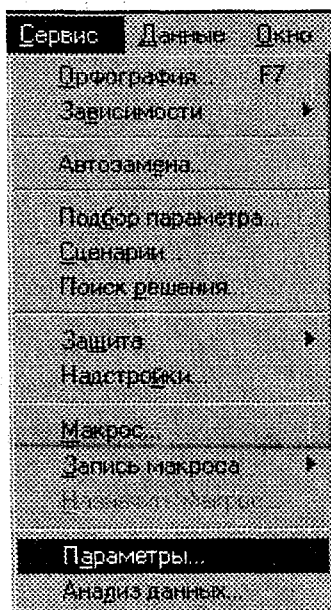 Сервис Данные Окно
Орфография... F7
Зависимости
Автозамена...
Подбор параметра...
Сценарии...
Поиск решения...
Защита
Надстройки...
Макрос...
Запись макроса
Параметры...
Анализ данных...